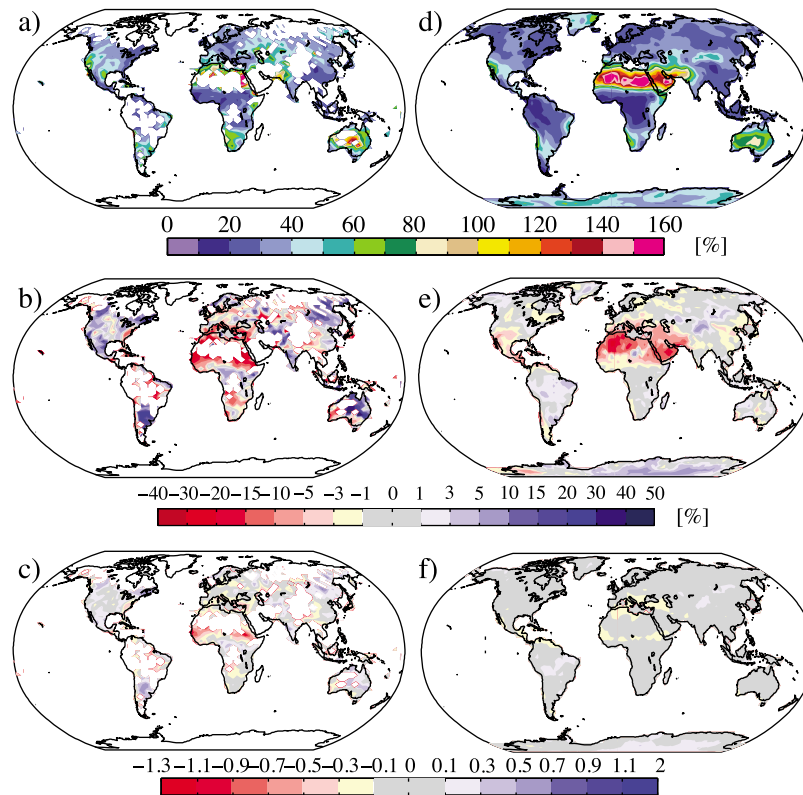 a)
d)
0 20 40 60 80 100 120 140 160 [%]
b)
e)
−40 −30 −20 −15 −10 −5 −3 −1 0 1 3 5 10 15 20 30 40 50 [%]
c)
f)
−1.3 −1.1 −0.9 −0.7 −0.5 −0.3 −0.1 0 0.1 0.3 0.5 0.7 0.9 1.1 2